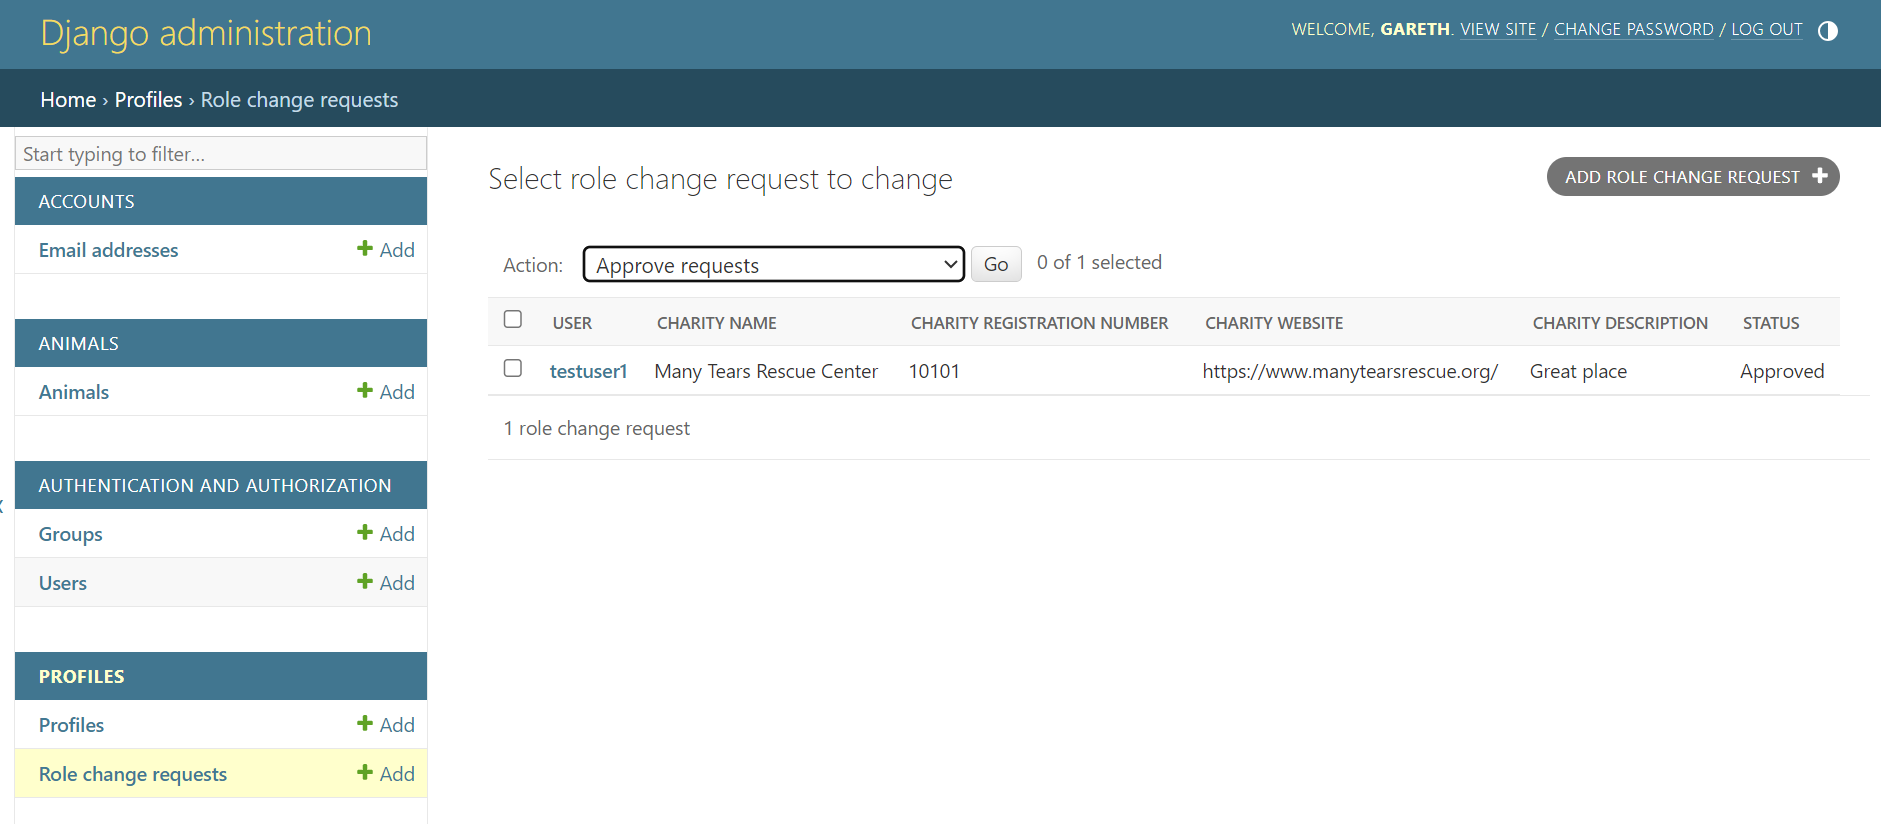 Django administration
WELCOME, GARETH. VIEW SITE / CHANGE PASSWORD / LOG OUT
Home › Profiles › Role change requests
Start typing to filter...
ACCOUNTS
Email addresses Add
ANIMALS
Animals Add
AUTHENTICATION AND AUTHORIZATION
Groups Add
Users Add
PROFILES
Profiles Add
Role change requests Add
Select role change request to change
ADD ROLE CHANGE REQUEST
Action: Approve requests Go 0 of 1 selected
USER CHARITY NAME CHARITY REGISTRATION NUMBER CHARITY WEBSITE CHARITY DESCRIPTION STATUS
testuser1 Many Tears Rescue Center 10101 https://www.manytearsrescue.org/ Great place Approved
1 role change request